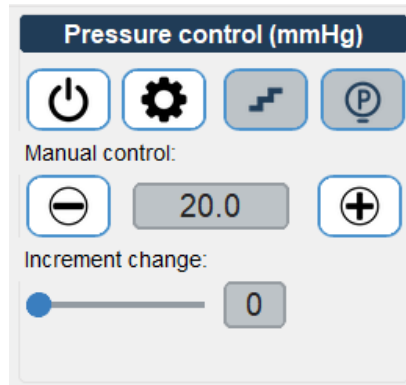 Pressure control (mmHg)
P
Manual control:
20.0
Increment change:
0